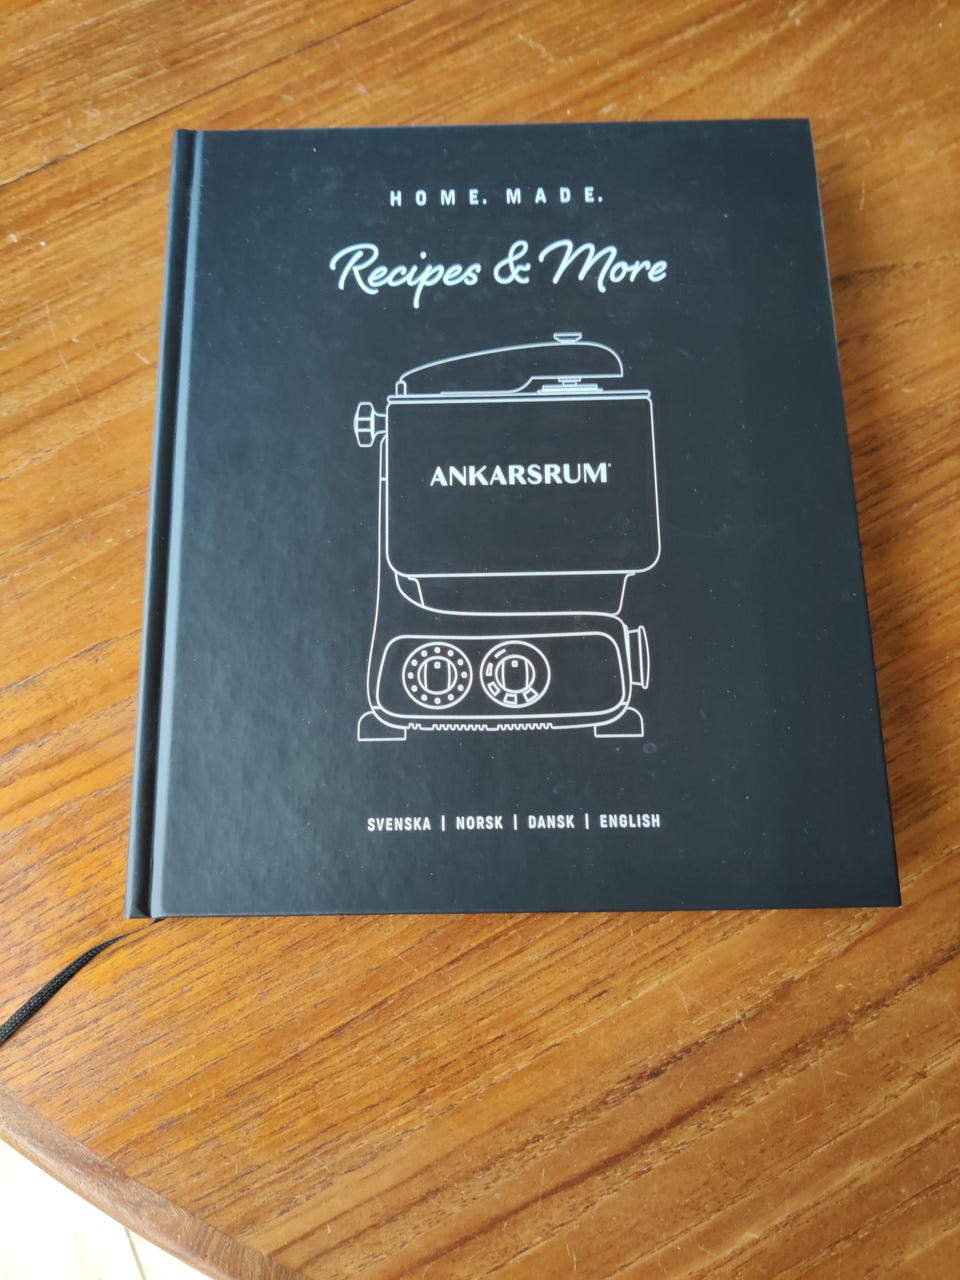 HOME. MADE.
Recipes & More
ANKARSRUM®
SVENSKA | NORSK | DANSK | ENGLISH